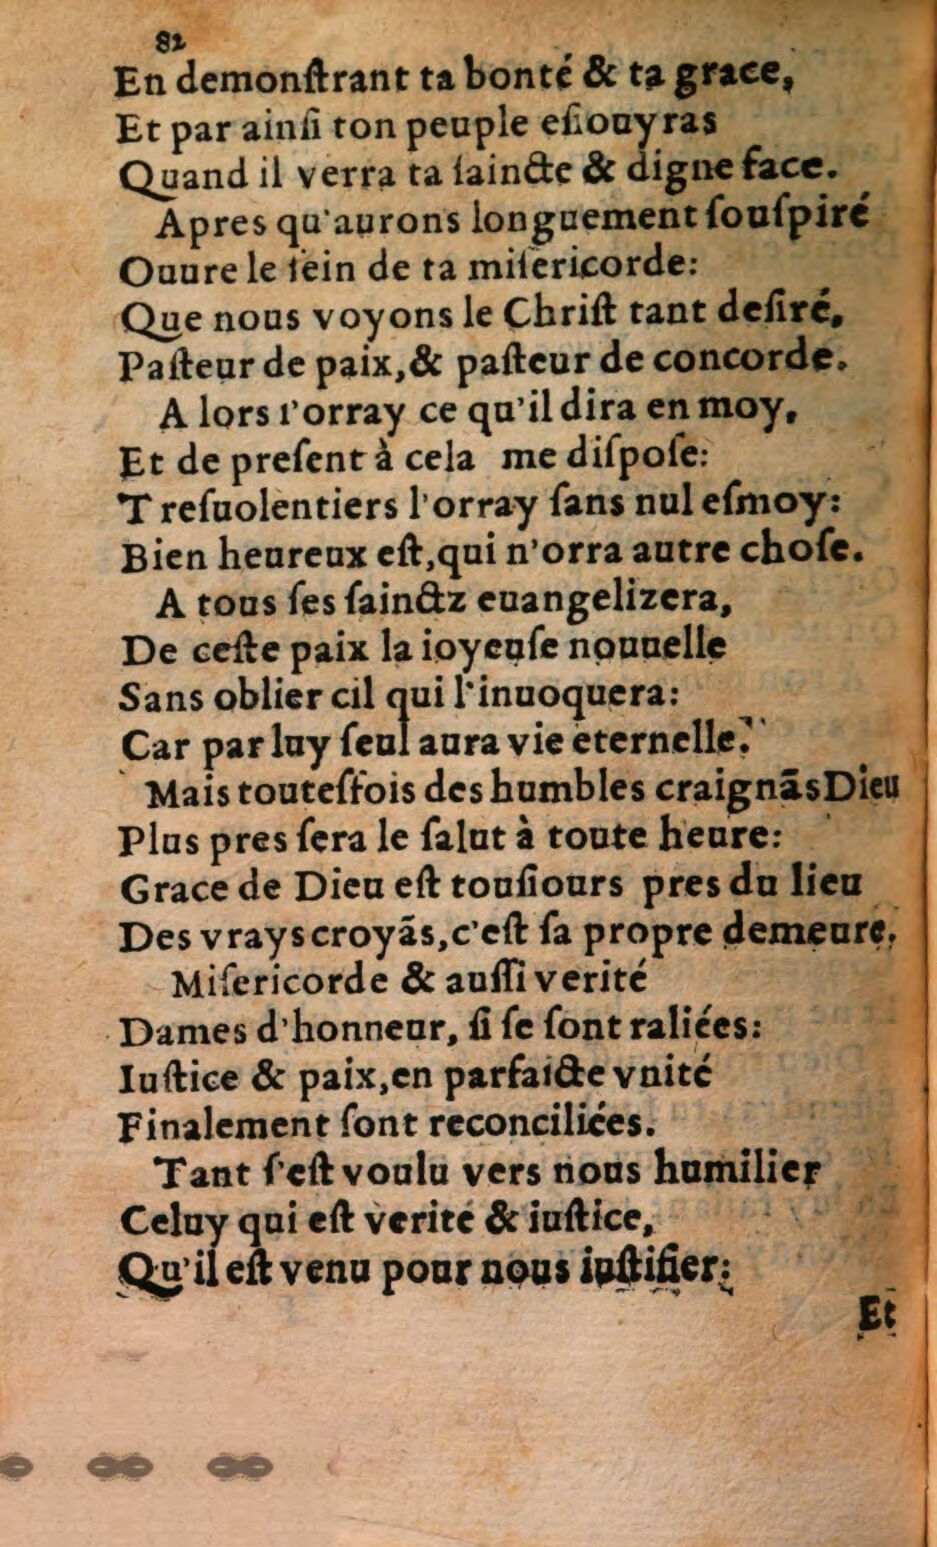 82
En demonſtrant ta bonté & ta grace,
Et par ainſi ton peuple eſiouyras
Quand il verra ta ſaincte & digne face.
Apres qu'aurons longuement ſouſpiré
Ouure le ſein de ta miſericorde:
Que nous voyons le Chriſt tant deſiré,
Paſteur de paix,& paſteur de concorde.
A lors i'orray ce qu'il dira en moy,
Et de preſent à cela me diſpoſe:
T reſuolentiers l'orray ſans nul eſmoy:
Bien heureux eſt,qui n'orra autre choſe.
A tous ſes ſainctz euangelizera,
De ceſte paix la ioyeuſe nouuelle
Sans oblier cil qui l'inuoquera:
Car par luy ſeul aura vie eternelle.
Mais touteſfois des humbles craignãs Dieu
Plus pres ſera le ſalut à toute heure:
Grace de Dieu eſt touſiours pres du lieu
Des vrays croyãs,c'eſt ſa propre demeure.
Miſericorde & auſſi verité
Dames d'honneur, ſi ſe ſont raliées:
Iuſtice & paix,en parfaicte vnité
Finalement ſont reconciliées.
Tant ſ'eſt voulu vers nous humilier
Celuy qui eſt verité & iuſtice,
Qu'il eſt venu pour nous iuſtifier:
Et